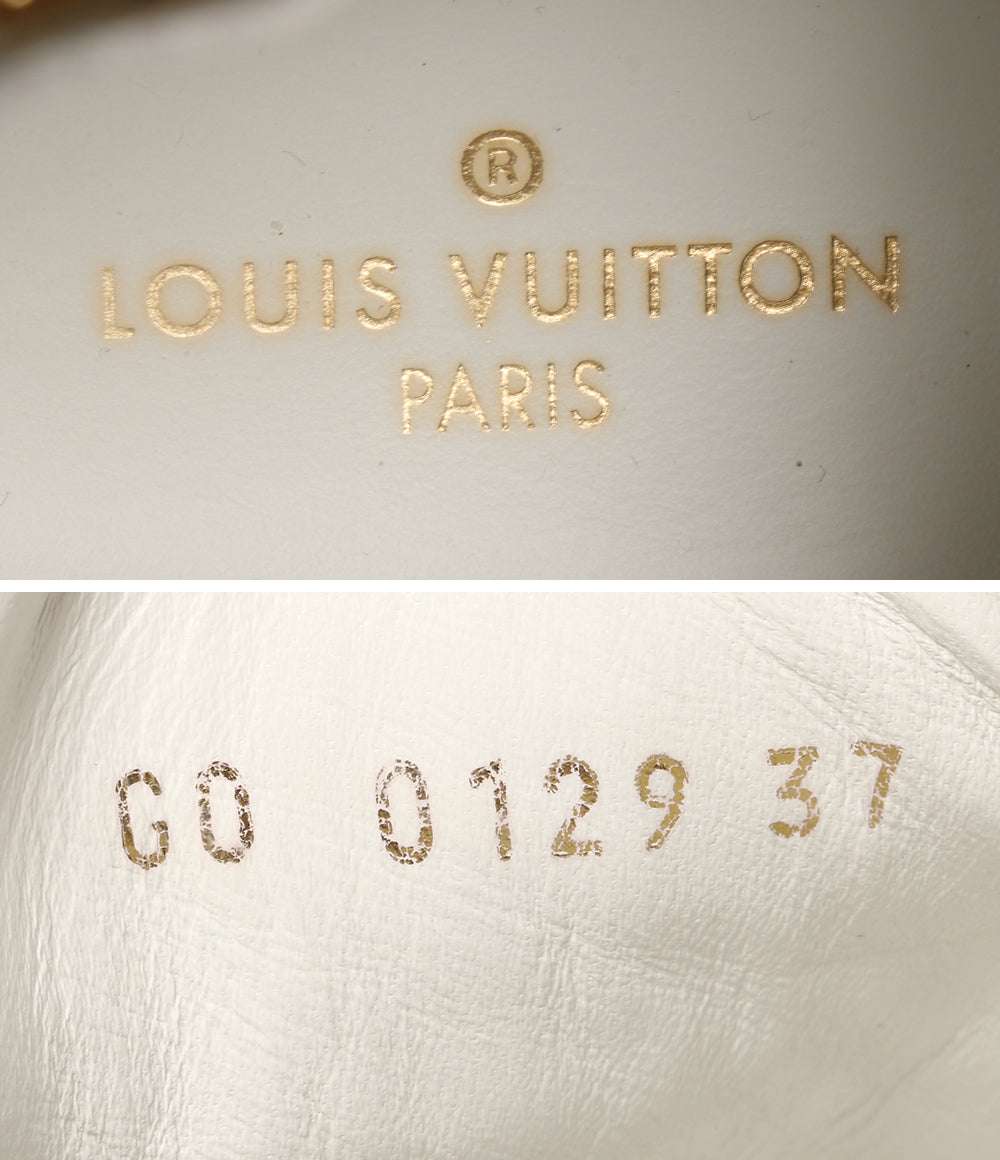 ®
LOUIS VUITTON
PARIS
GO 0129 37